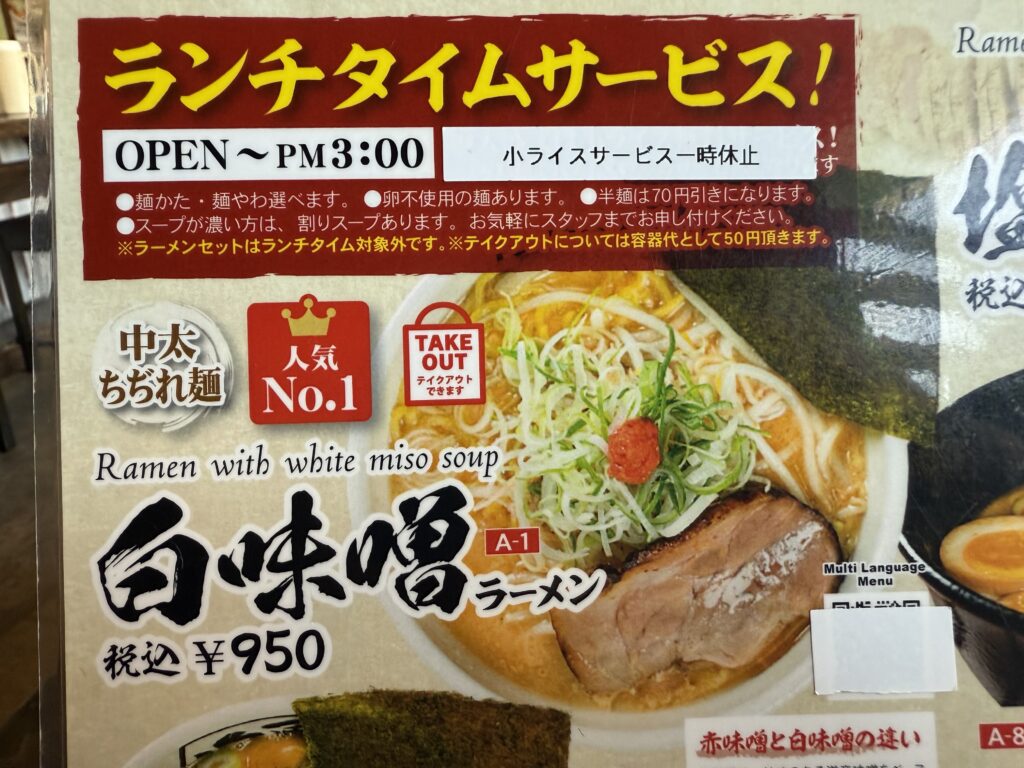 ランチタイムサービス!
OPEN～PM3:00
小ライスサービス一時休止
●麺かた・麺やわ選べます。 ●卵不使用の麺あります。 ●半麺は70円引きになります。
●スープが濃い方は、割りスープあります。お気軽にスタッフまでお申し付けください。
※ラーメンセットはランチタイム対象外です。※テイクアウトについては容器代として50円頂きます。
中太
ちぢれ麺
人気
No.1
TAKE
OUT
テイクアウト
できます
Ramen with white miso soup
白味噌ラーメン
A-1
税込 ¥950
Multi Language
Menu
赤味噌と白味噌の違い
税込
A-8